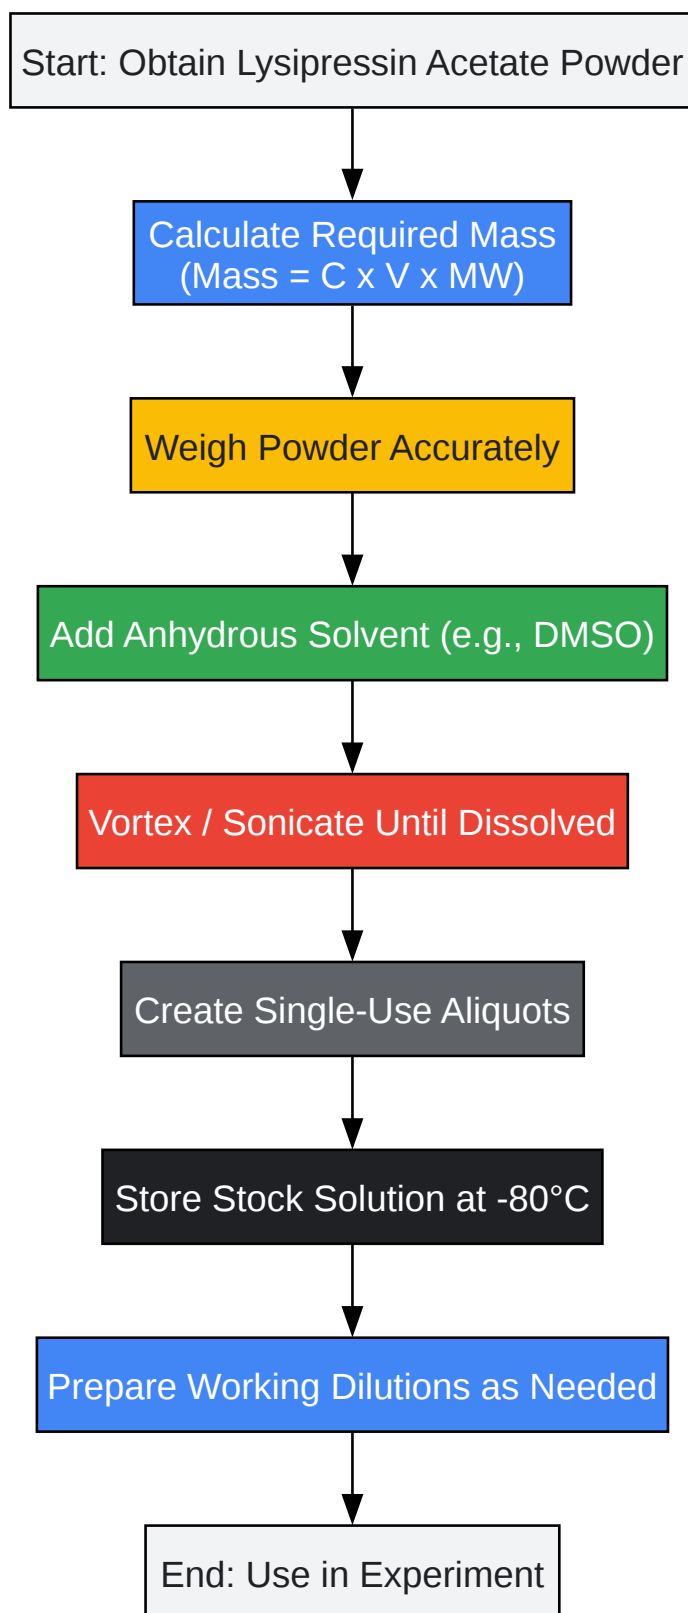 Start: Obtain Lysipressin Acetate Powder
Calculate Required Mass
(Mass = C x V x MW)
Weigh Powder Accurately
Add Anhydrous Solvent (e.g., DMSO)
Vortex / Sonicate Until Dissolved
Create Single-Use Aliquots
Store Stock Solution at -80°C
Prepare Working Dilutions as Needed
End: Use in Experiment